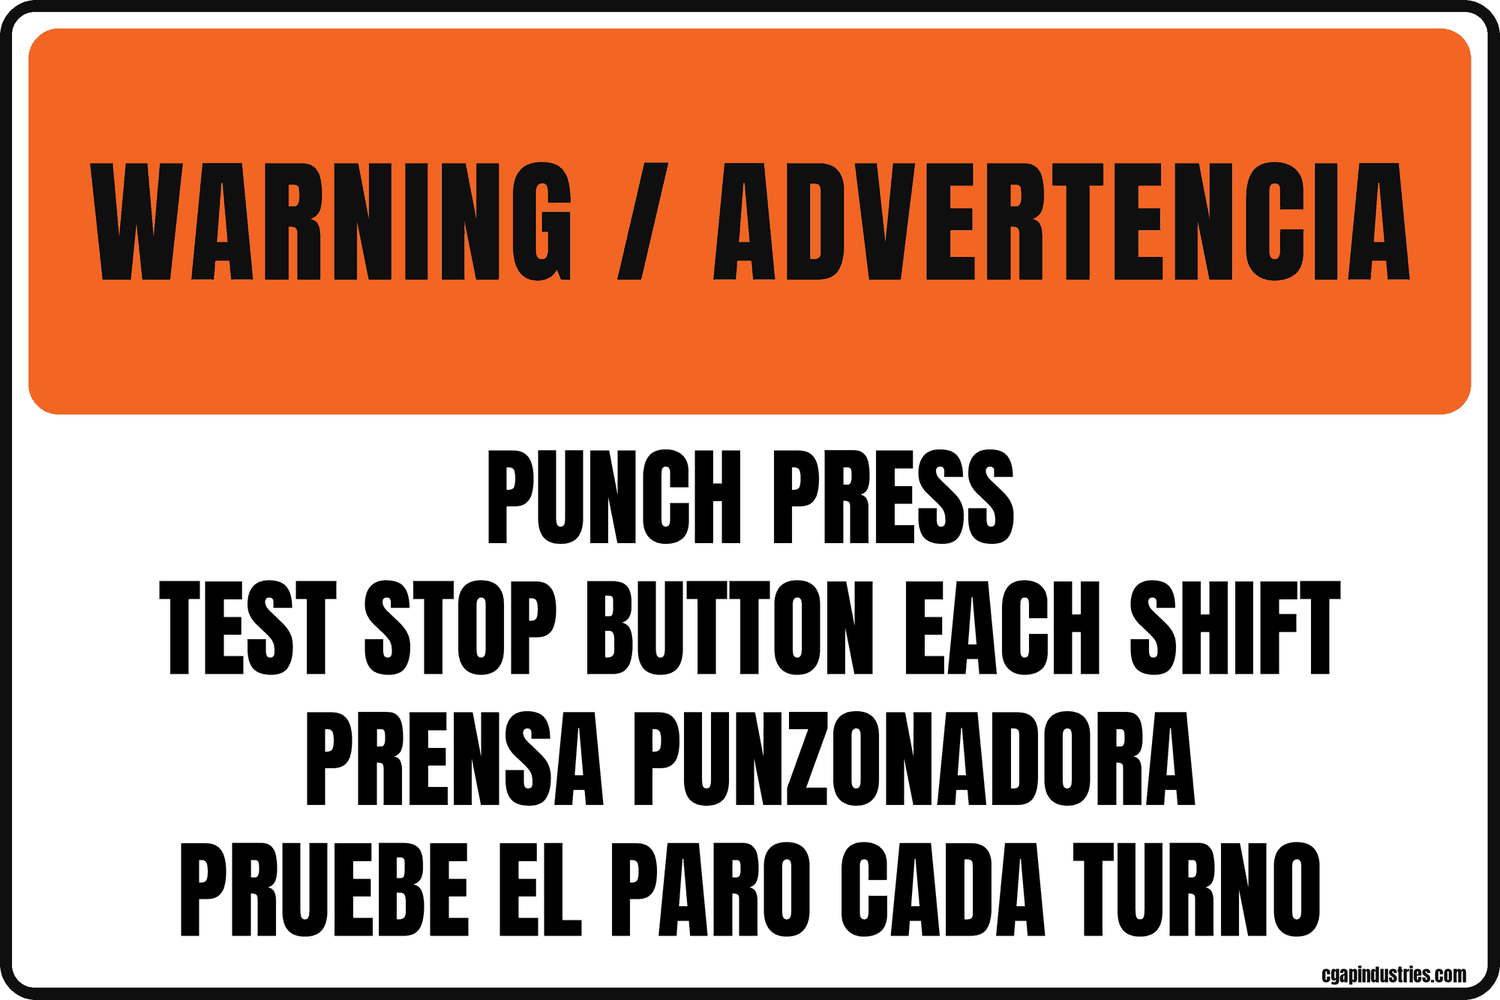 WARNING / ADVERTENCIA
PUNCH PRESS
TEST STOP BUTTON EACH SHIFT
PRENSA PUNZONADORA
PRUEBE EL PARO CADA TURNO
cgapindustries.com